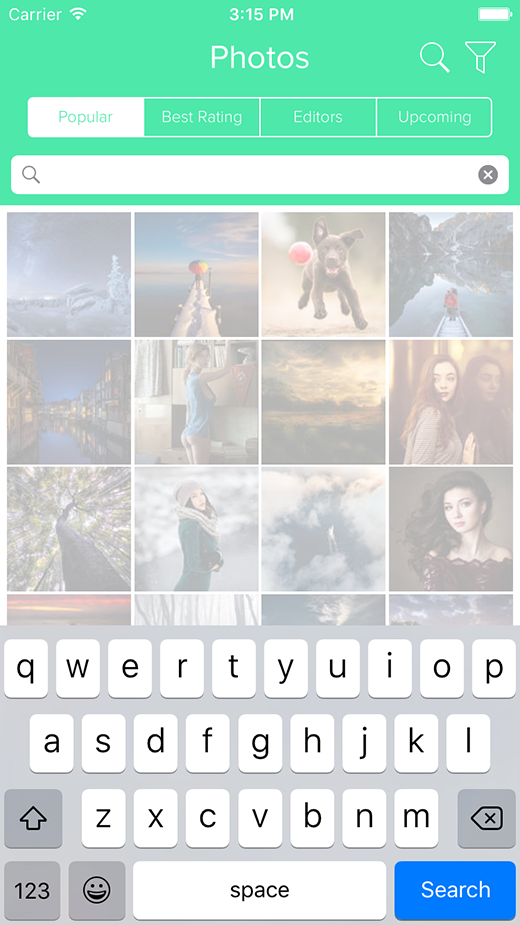 Carrier 3:15 PM
Photos
Popular Best Rating Editors Upcoming
q w e r t y u i o p
a s d f g h j k l
z x c v b n m
123 space Search